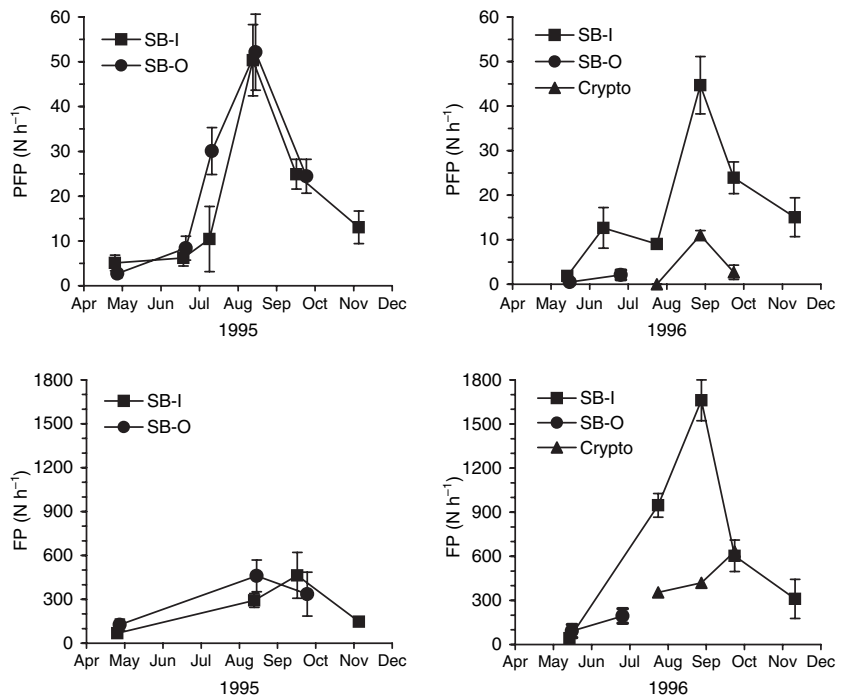 60
50
40
30
20
10
0
PFP (N h−1)
SB-I
SB-O
Apr May Jun Jul Aug Sep Oct Nov Dec
1995
60
50
40
30
20
10
0
PFP (N h−1)
SB-I
SB-O
Crypto
Apr May Jun Jul Aug Sep Oct Nov Dec
1996
1800
1500
1200
900
600
300
0
FP (N h−1)
SB-I
SB-O
Apr May Jun Jul Aug Sep Oct Nov Dec
1995
1800
1500
1200
900
600
300
0
FP (N h−1)
SB-I
SB-O
Crypto
Apr May Jun Jul Aug Sep Oct Nov Dec
1996